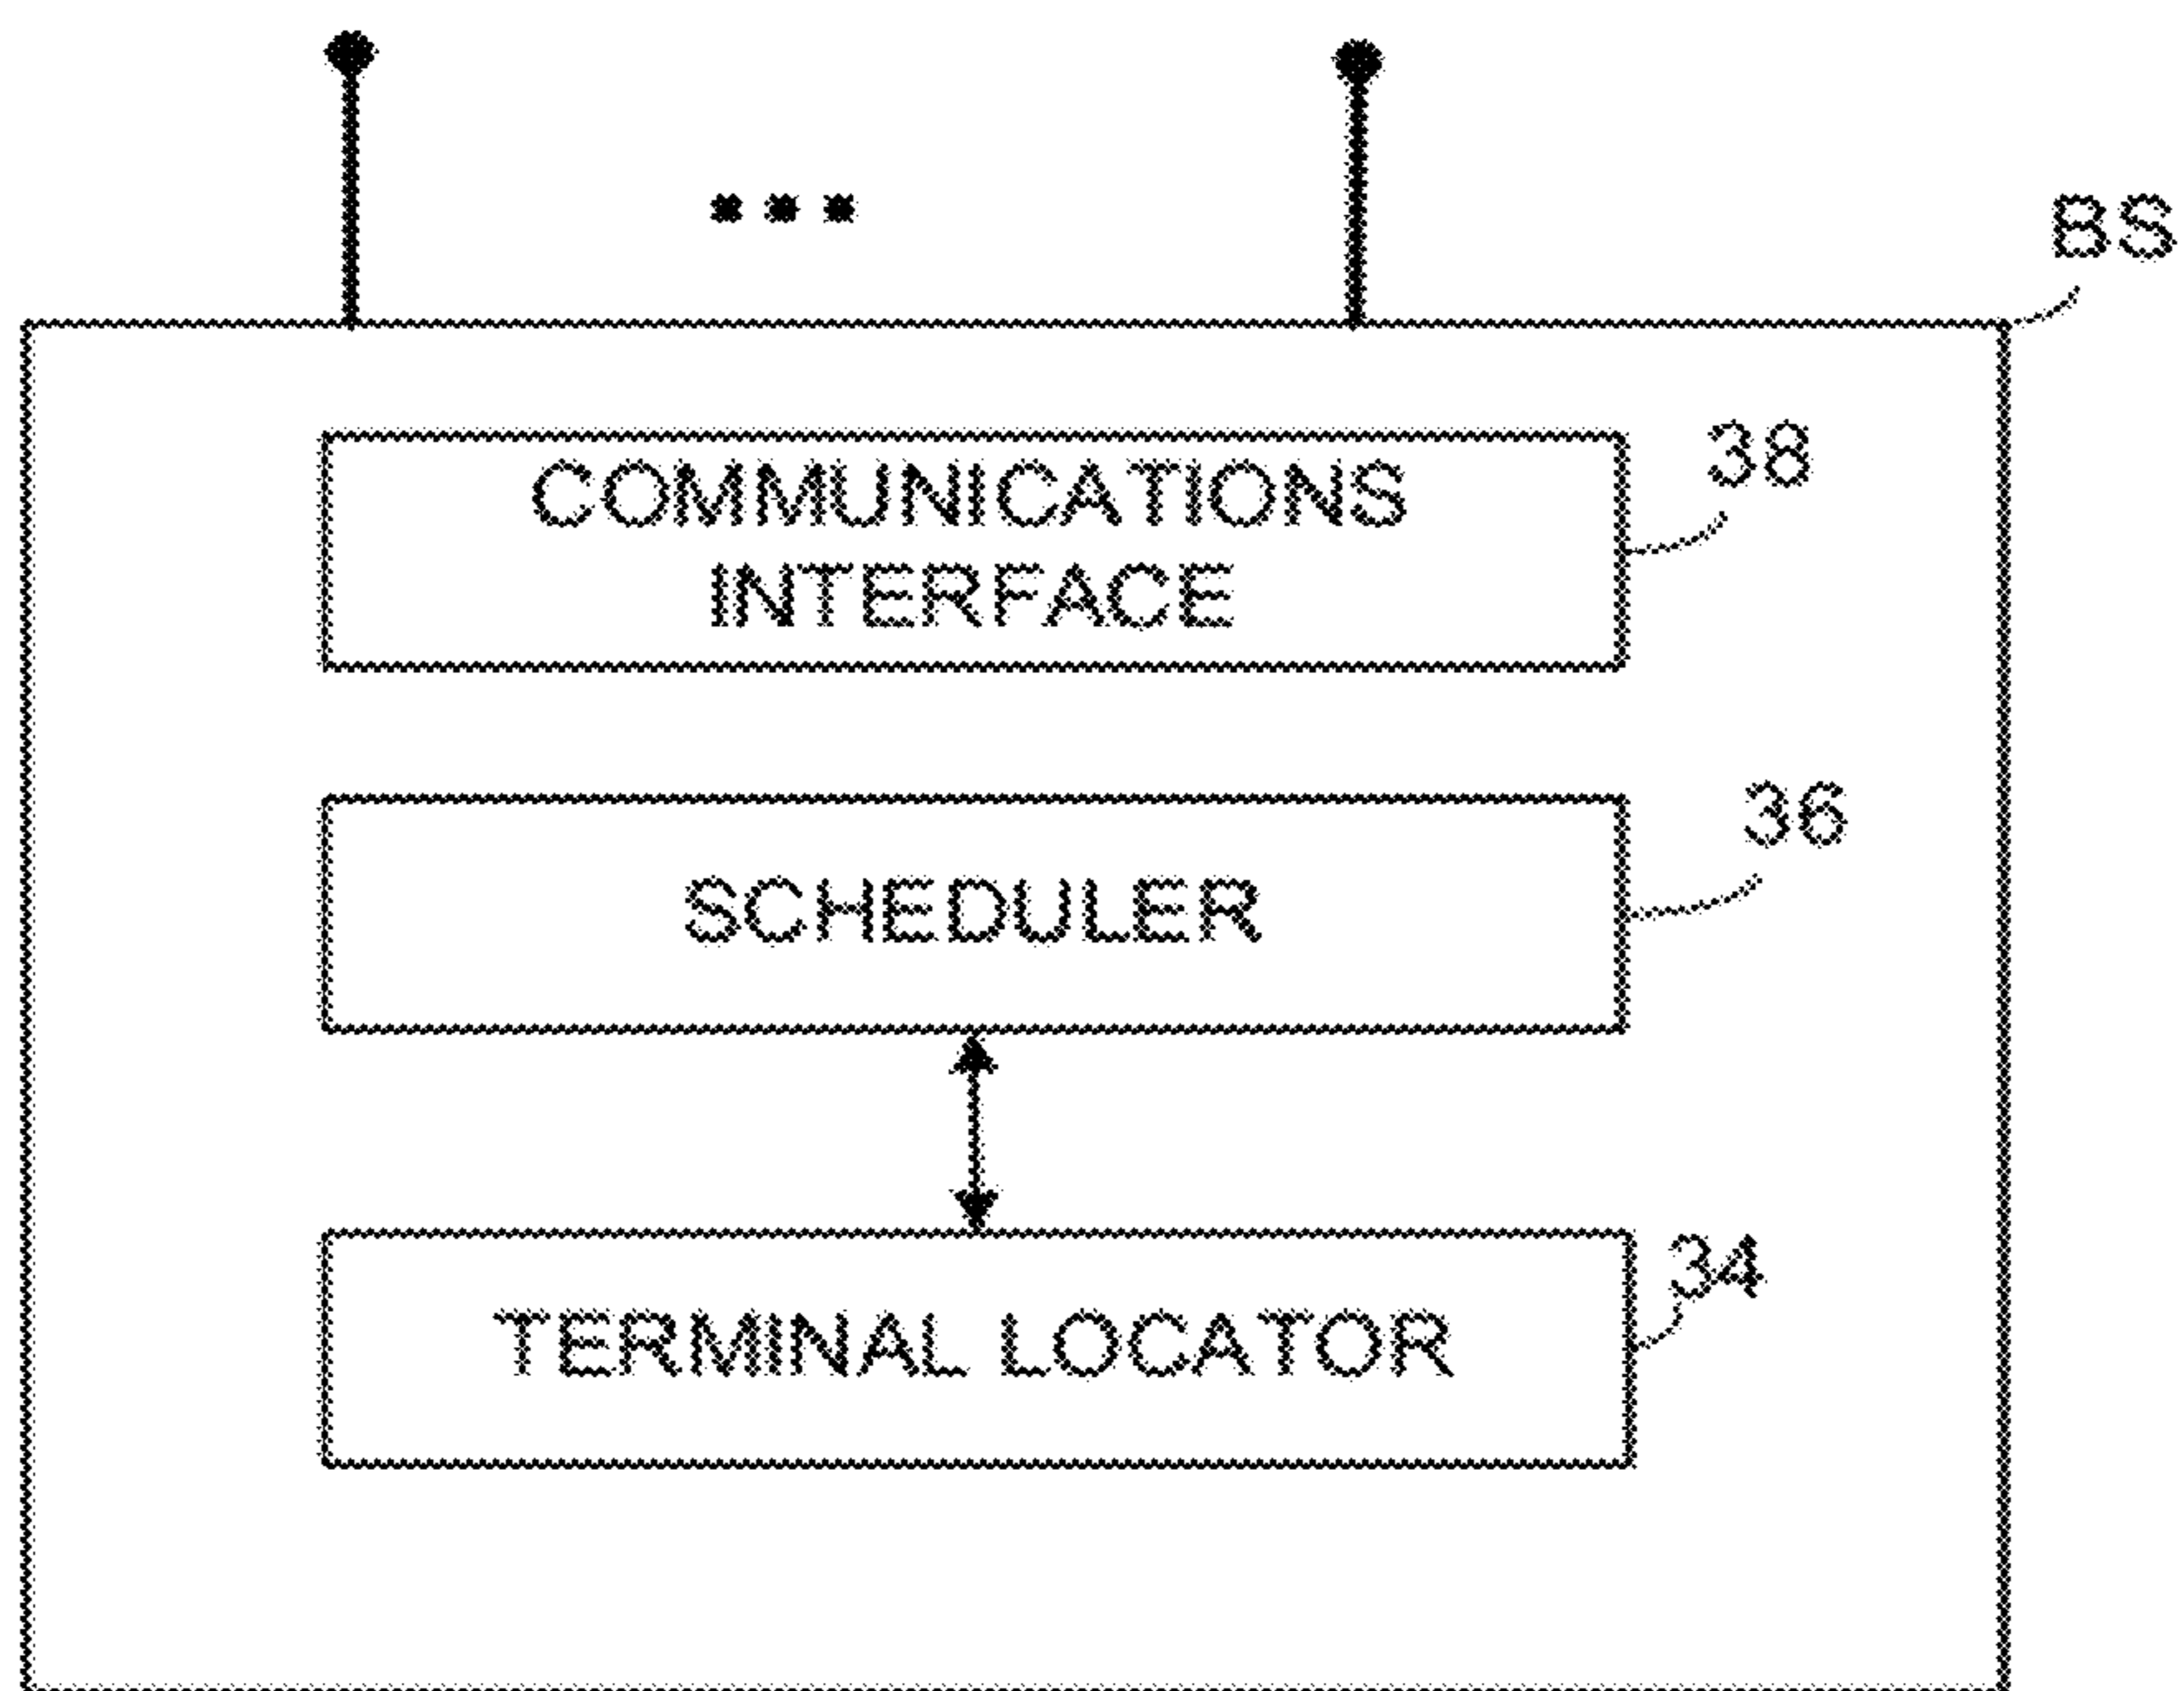 BS
COMMUNICATIONS
INTERFACE
38
SCHEDULER
36
TERMINAL LOCATOR
34